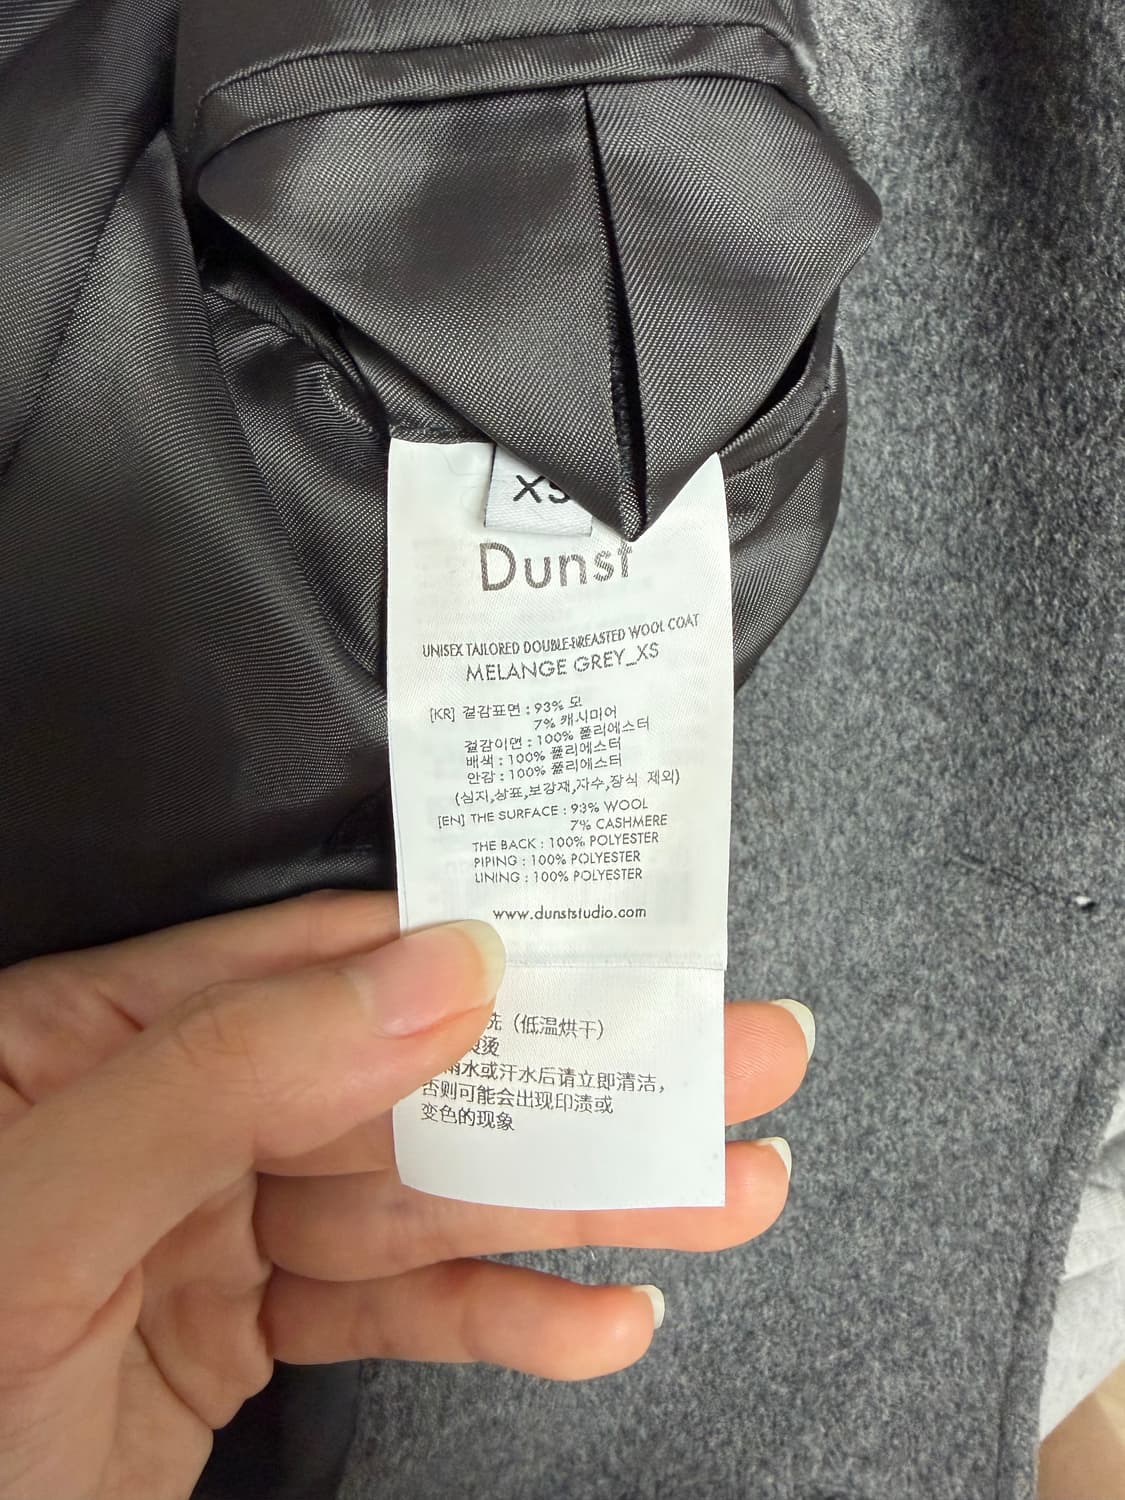 XS
Dunst
UNISEX TAILORED DOUBLE-BREASTED WOOL COAT
MELANGE GREY_XS
[KR] 겉감표면 : 93% 모
7% 캐시미어
겉감이면 : 100% 폴리에스터
배색 : 100% 폴리에스터
안감 : 100% 폴리에스터
(심지,상표,보강재,자수,장식 제외)
[EN] THE SURFACE : 93% WOOL
7% CASHMERE
THE BACK : 100% POLYESTER
PIPING : 100% POLYESTER
LINING : 100% POLYESTER
www.dunststudio.com
洗（低温烘干）
烫
雨水或汗水后请立即清洁，
否则可能会出现印渍或
变色的现象